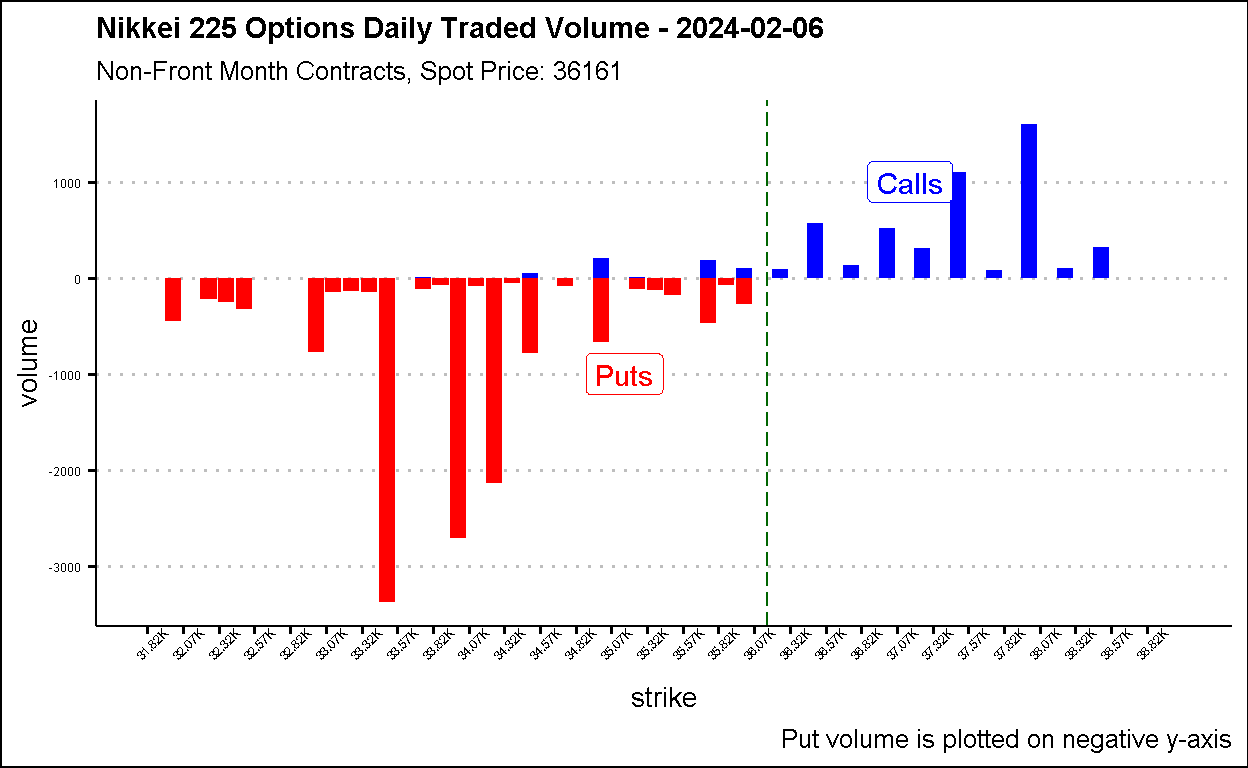 Nikkei 225 Options Daily Traded Volume - 2024-02-06
Non-Front Month Contracts, Spot Price: 36161
volume
1000
0
-1000
-2000
-3000
Calls
Puts
31.82K
32.07K
32.32K
32.57K
32.82K
33.07K
33.32K
33.57K
33.82K
34.07K
34.32K
34.57K
34.82K
35.07K
35.32K
35.57K
35.82K
36.07K
36.32K
36.57K
36.82K
37.07K
37.32K
37.57K
37.82K
38.07K
38.32K
38.57K
38.82K
strike
Put volume is plotted on negative y-axis